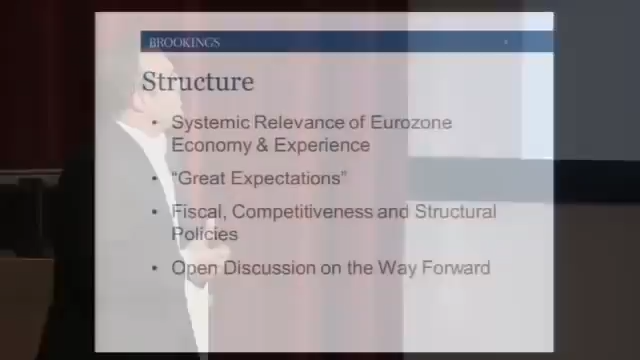 BROOKINGS
Structure
• Systemic Relevance of Eurozone
Economy & Experience
• "Great Expectations"
• Fiscal, Competitiveness and Structural
Policies
• Open Discussion on the Way Forward